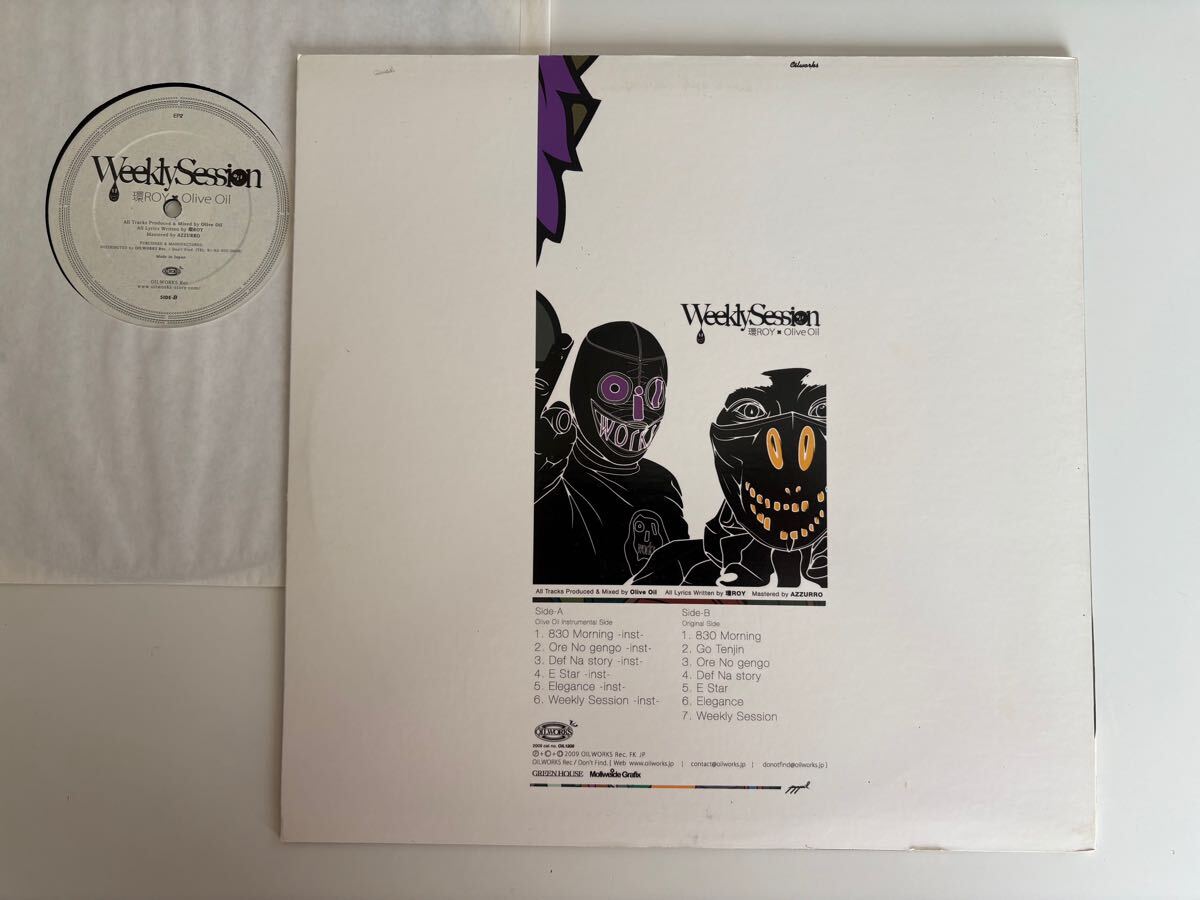 EP2
WeeklySession
環ROY × Olive Oil
All Tracks Produced & Mixed by Olive Oil
All Lyrics Written by 環ROY
Mastered by AZZURRO
Made in Japan
OILWORKS Rec
www.oilworks-store.com/
SIDE-B
Oilworks
WeeklySession
環ROY × Olive Oil
OiL
WORKS
All Tracks Produced & Mixed by Olive Oil All Lyrics Written by 環ROY Mastered by AZZURRO
Side-A
Olive Oil Instrumental Side
1. 830 Morning -inst-
2. Ore No gengo -inst-
3. Def Na story -inst-
4. E Star -inst-
5. Elegance -inst-
6. Weekly Session -inst-
Side-B
Original Side
1. 830 Morning
2. Go Tenjin
3. Ore No gengo
4. Def Na story
5. E Star
6. Elegance
7. Weekly Session
OILWORKS
2009 cat no.
2009 OILWORKS Rec. FK JP
OILWORKS Rec / Don't Find. [ Web www.oilworks.jp | contact@oilworks.jp | donotfind@oilworks.jp ]
GREEN HOUSE Mollweide Grafix